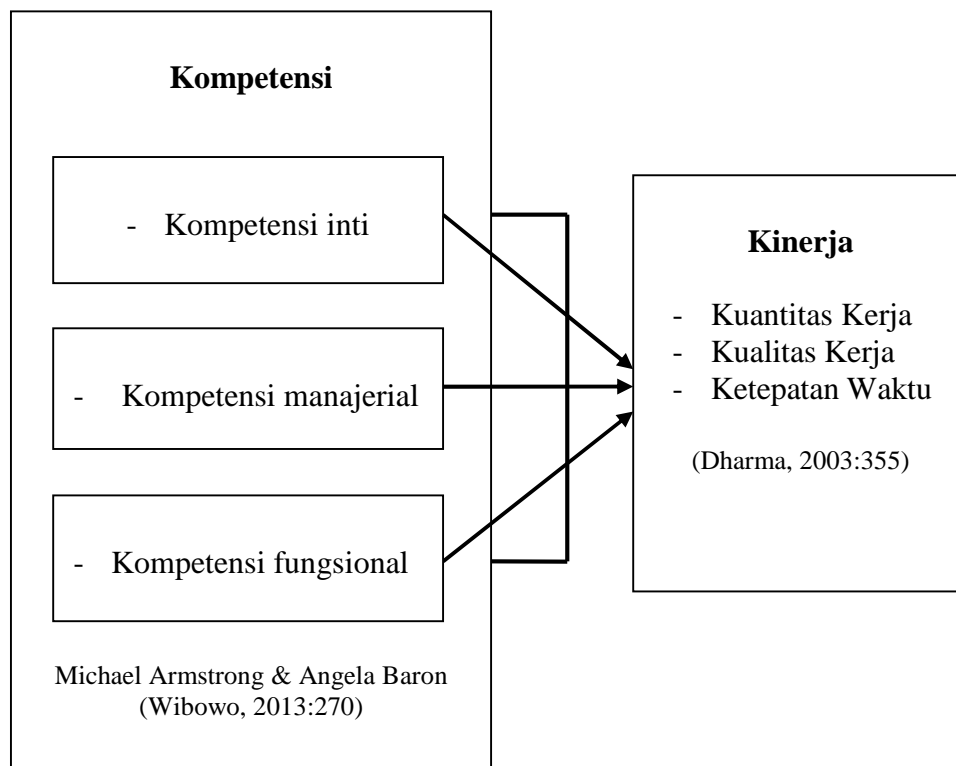 Kompetensi
- Kompetensi inti
- Kompetensi manajerial
- Kompetensi fungsional
Michael Armstrong & Angela Baron
(Wibowo, 2013:270)
Kinerja
- Kuantitas Kerja
- Kualitas Kerja
- Ketepatan Waktu
(Dharma, 2003:355)